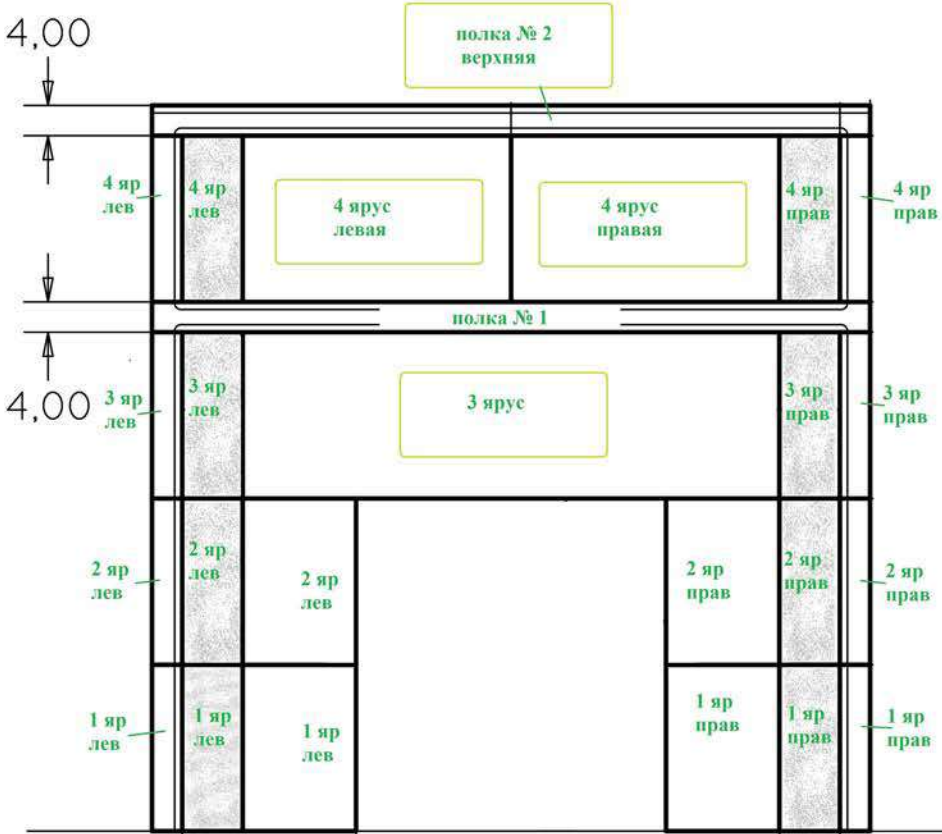 4,00
полка № 2
верхняя
4 яр
лев
4 яр
лев
4 ярус
левая
4 ярус
правая
4 яр
прав
4 яр
прав
полка № 1
4,00
3 яр
лев
3 яр
лев
3 ярус
3 яр
прав
3 яр
прав
2 яр
лев
2 яр
лев
2 яр
лев
2 яр
прав
2 яр
прав
2 яр
прав
1 яр
лев
1 яр
лев
1 яр
лев
1 яр
прав
1 яр
прав
1 яр
прав